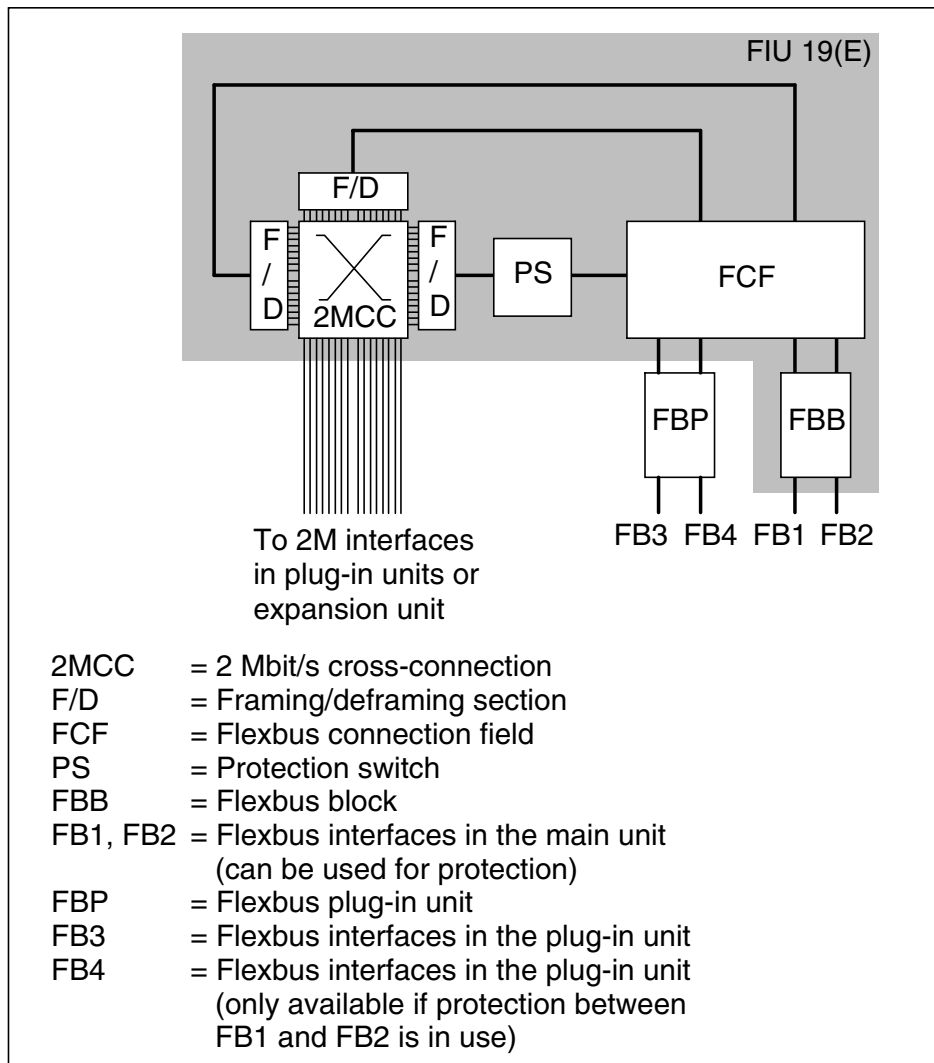 FIU 19(E)
F/D
F
/
D
2MCC
F
/
D
PS
FCF
FBP
FBB
FB3 FB4 FB1 FB2
To 2M interfaces
in plug-in units or
expansion unit
2MCC = 2 Mbit/s cross-connection
F/D = Framing/deframing section
FCF = Flexbus connection field
PS = Protection switch
FBB = Flexbus block
FB1, FB2 = Flexbus interfaces in the main unit
(can be used for protection)
FBP = Flexbus plug-in unit
FB3 = Flexbus interfaces in the plug-in unit
FB4 = Flexbus interfaces in the plug-in unit
(only available if protection between
FB1 and FB2 is in use)